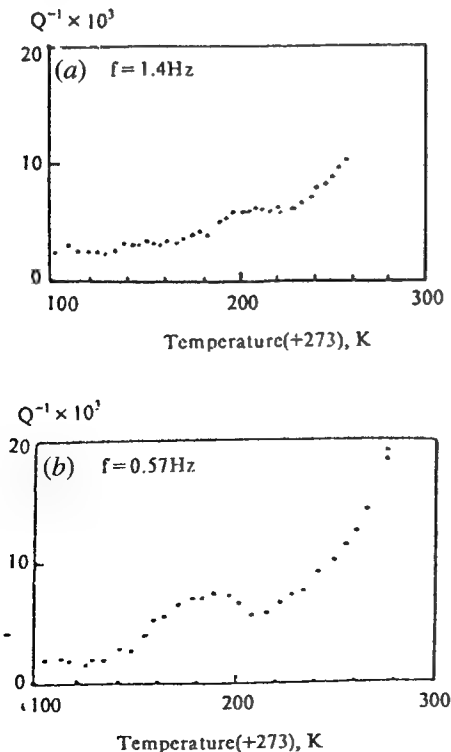 Q⁻¹ × 10³
20
(a) f = 1.4Hz
10
0
100 200 300
Temperature(+273), K
Q⁻¹ × 10³
20
(b) f = 0.57Hz
10
0
100 200 300
Temperature(+273), K